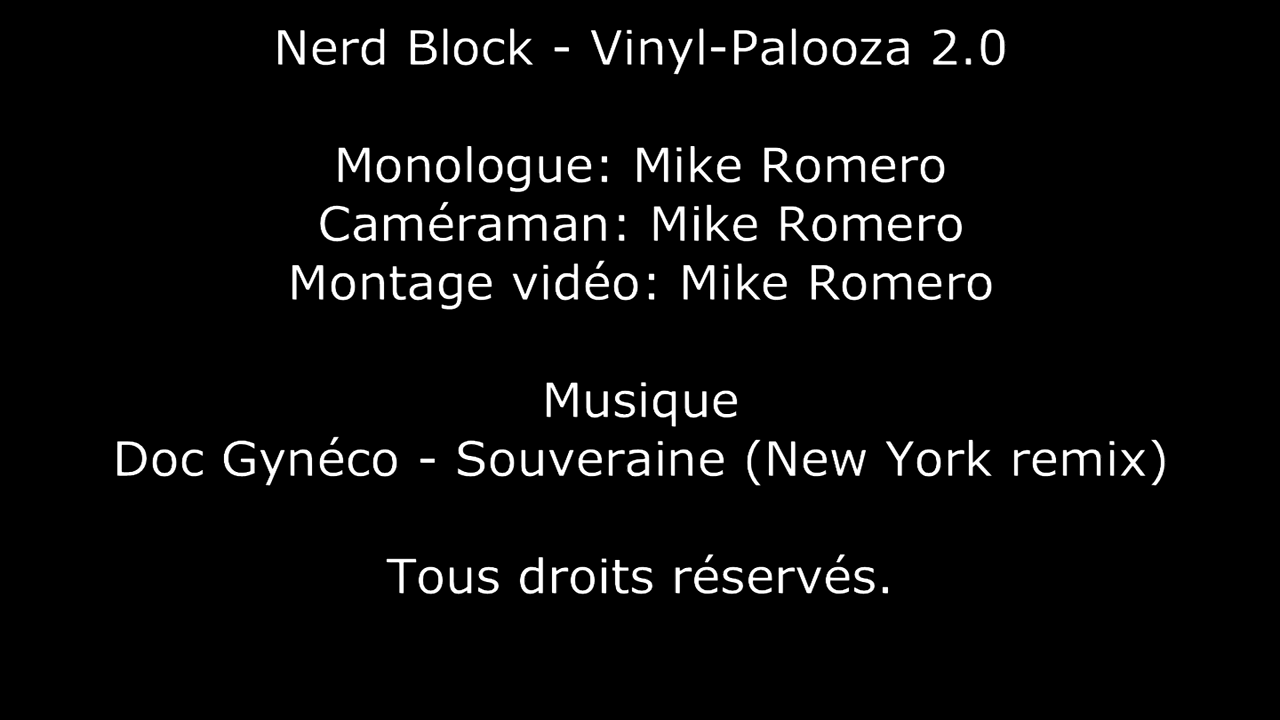 Nerd Block - Vinyl-Palooza 2.0
Monologue: Mike Romero
Caméraman: Mike Romero
Montage vidéo: Mike Romero
Musique
Doc Gynéco - Souveraine (New York remix)
Tous droits réservés.